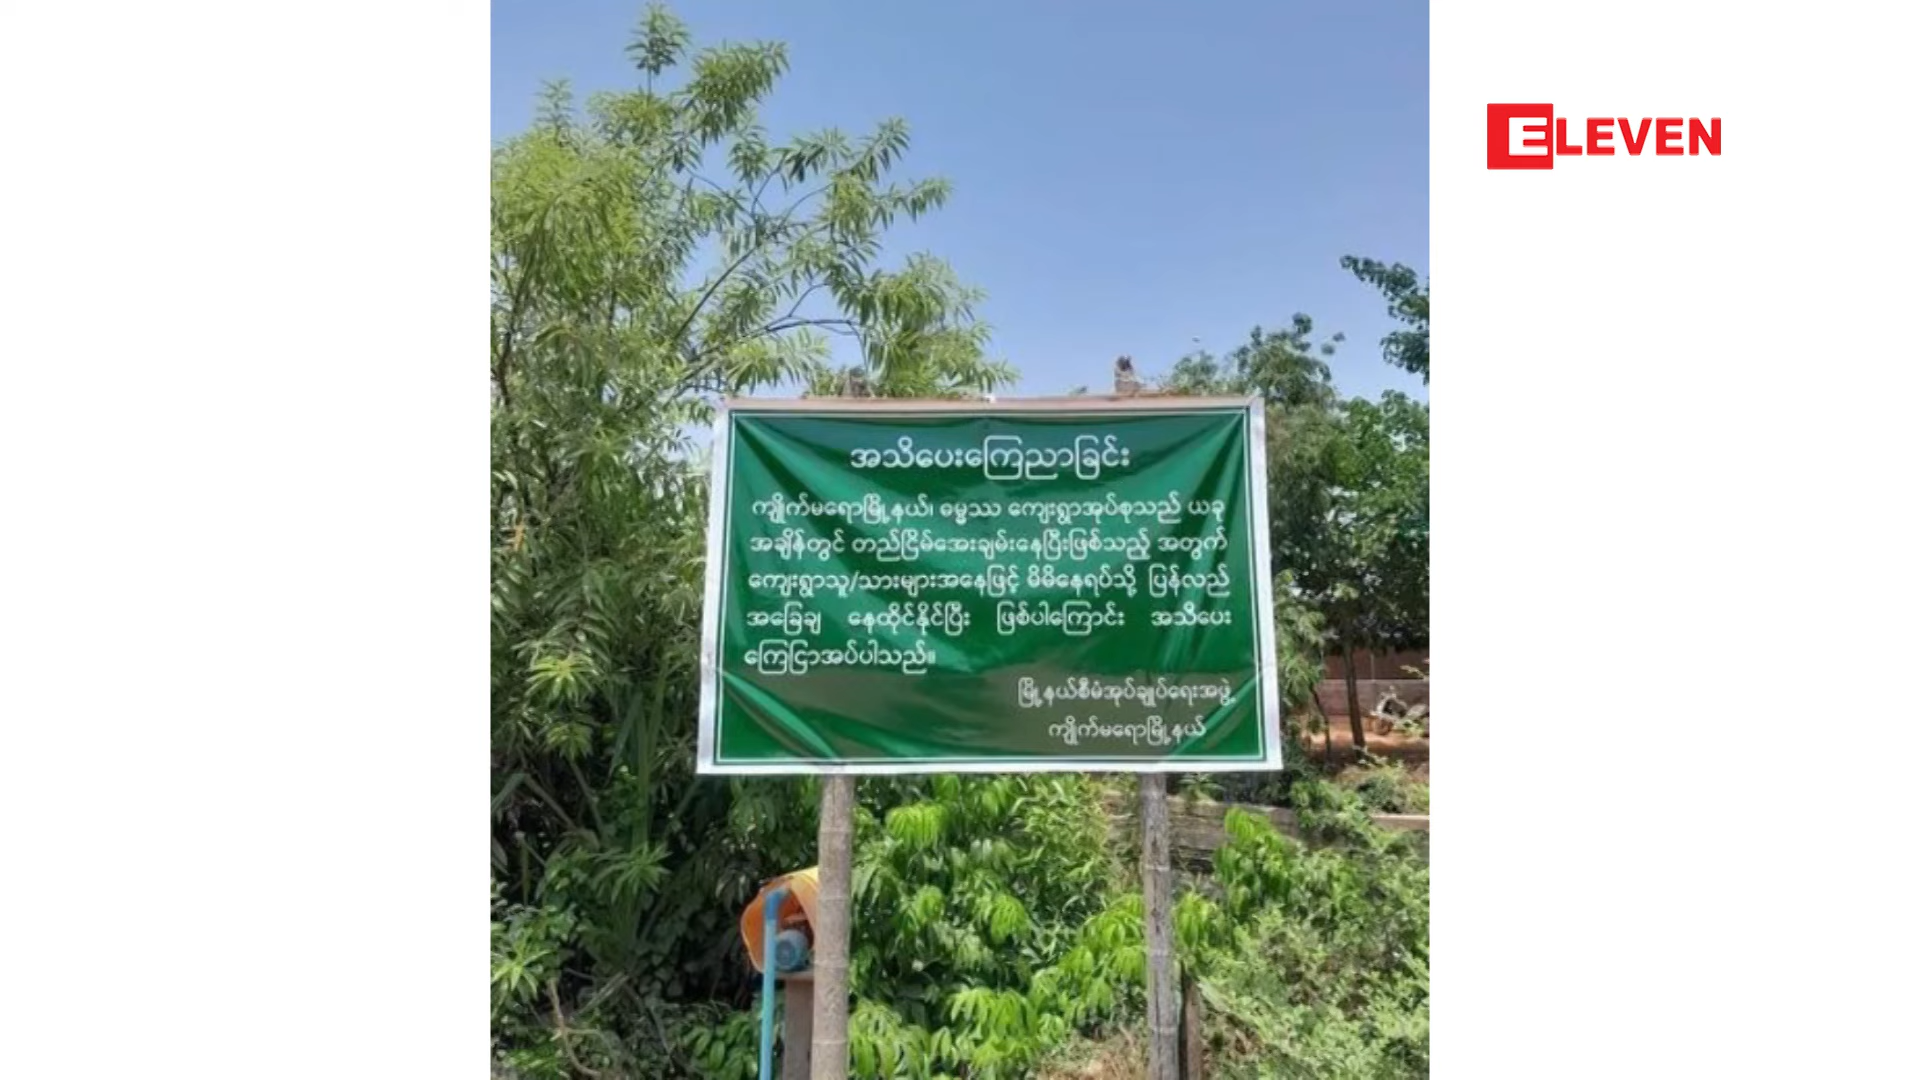 ELEVEN
အသိပေးကြေညာခြင်း
ကျိုက်မရောမြို့နယ်၊ ဓမ္မသ ကျေးရွာအုပ်စုသည် ယခု
အချိန်တွင် တည်ငြိမ်အေးချမ်းနေပြီးဖြစ်သည့် အတွက်
ကျေးရွာသူ/သားများအနေဖြင့် မိမိနေရပ်သို့ ပြန်လည်
အခြေချ နေထိုင်နိုင်ပြီး ဖြစ်ပါကြောင်း အသိပေး
ကြေငြာအပ်ပါသည်။
မြို့နယ်စီမံအုပ်ချုပ်ရေးအဖွဲ့
ကျိုက်မရောမြို့နယ်